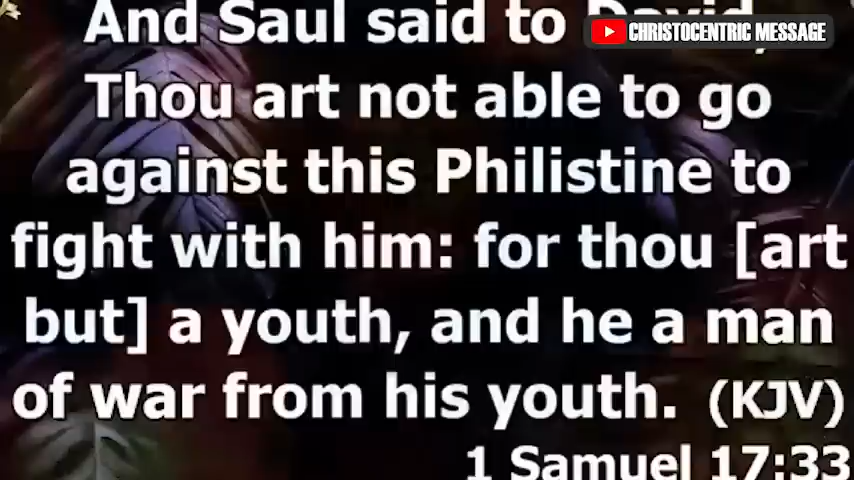 And Saul said to David,
CHRISTOCENTRIC MESSAGE
Thou art not able to go
against this Philistine to
fight with him: for thou [art
but] a youth, and he a man
of war from his youth. (KJV)
1 Samuel 17:33